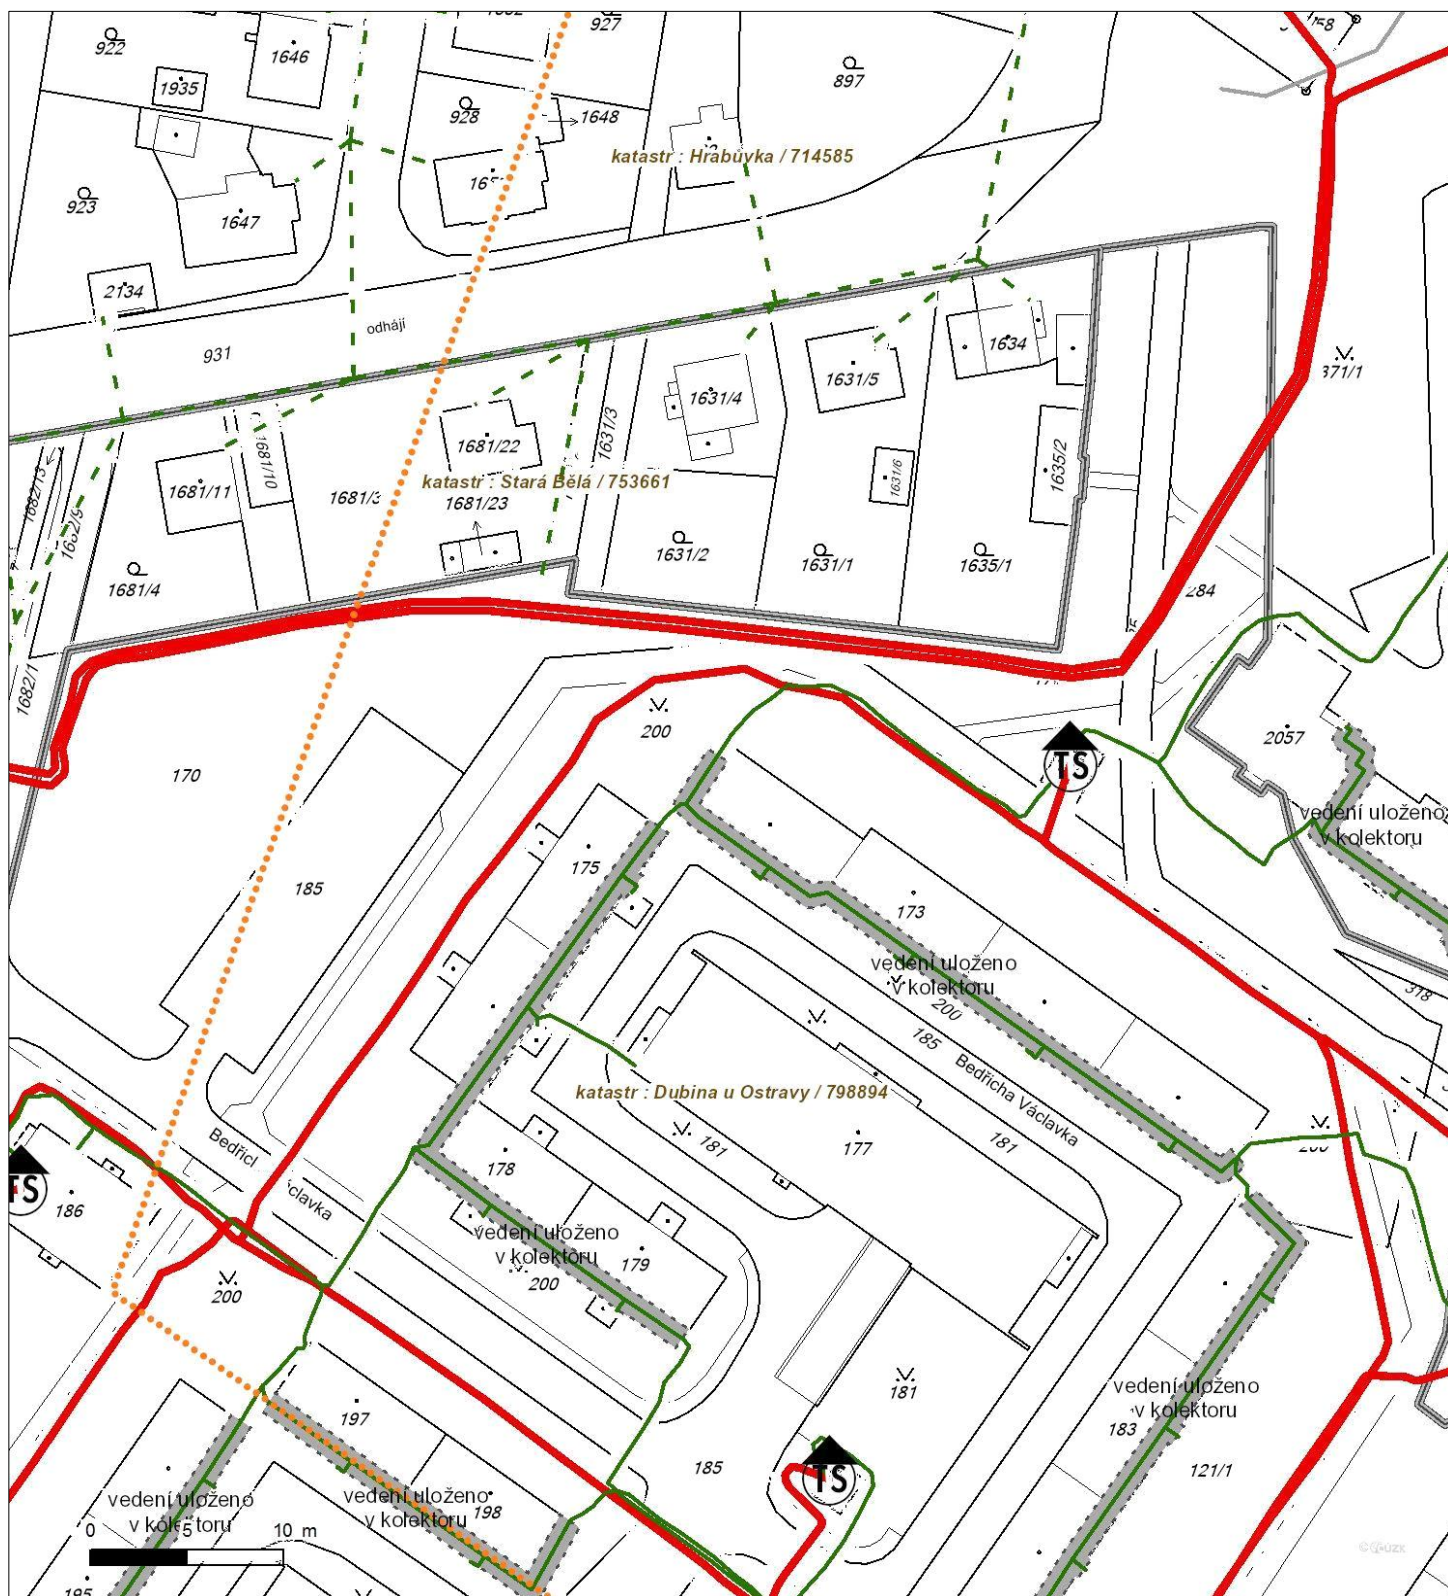 922
1646
927
1935
928
1648
897
katastr : Hrabůvka / 714585
923
1647
2134
931
odhájí
1634
371/1
1631/5
1631/4
1631/3
1681/22
1681/10
1681/11
1681/3
katastr : Stará Bělá / 753661
1681/23
1635/2
1631/6
1682/13
1631/2
1631/1
1635/1
1681/4
284
1682/1
200
2057
TS
170
vedení uloženo
v kolektoru
175
185
173
vedení uloženo
v kolektoru
200
318
185
Bedřicha Václavka
katastr : Dubina u Ostravy / 798894
181
177
181
178
TS
186
vedení uloženo
v kolektoru
179
200
200
vedení uloženo
v kolektoru
181
197
183
185
121/1
TS
vedení uloženo
vedení uloženo
v kolektoru
198
0 5 10 m
195